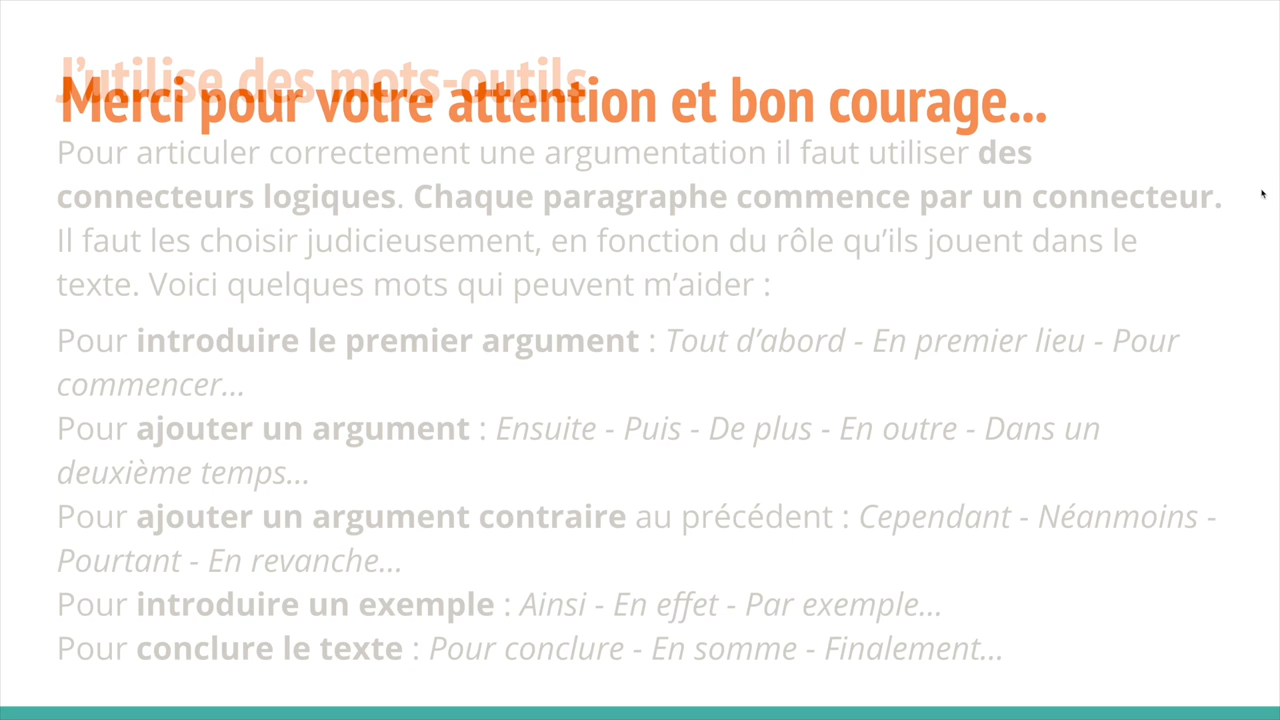 J'utilise des mots-outils
Merci pour votre attention et bon courage...
Pour articuler correctement une argumentation il faut utiliser des
connecteurs logiques. Chaque paragraphe commence par un connecteur.
Il faut les choisir judicieusement, en fonction du rôle qu’ils jouent dans le
texte. Voici quelques mots qui peuvent m’aider :
Pour introduire le premier argument : Tout d’abord - En premier lieu - Pour
commencer...
Pour ajouter un argument : Ensuite - Puis - De plus - En outre - Dans un
deuxième temps...
Pour ajouter un argument contraire au précédent : Cependant - Néanmoins -
Pourtant - En revanche...
Pour introduire un exemple : Ainsi - En effet - Par exemple...
Pour conclure le texte : Pour conclure - En somme - Finalement...